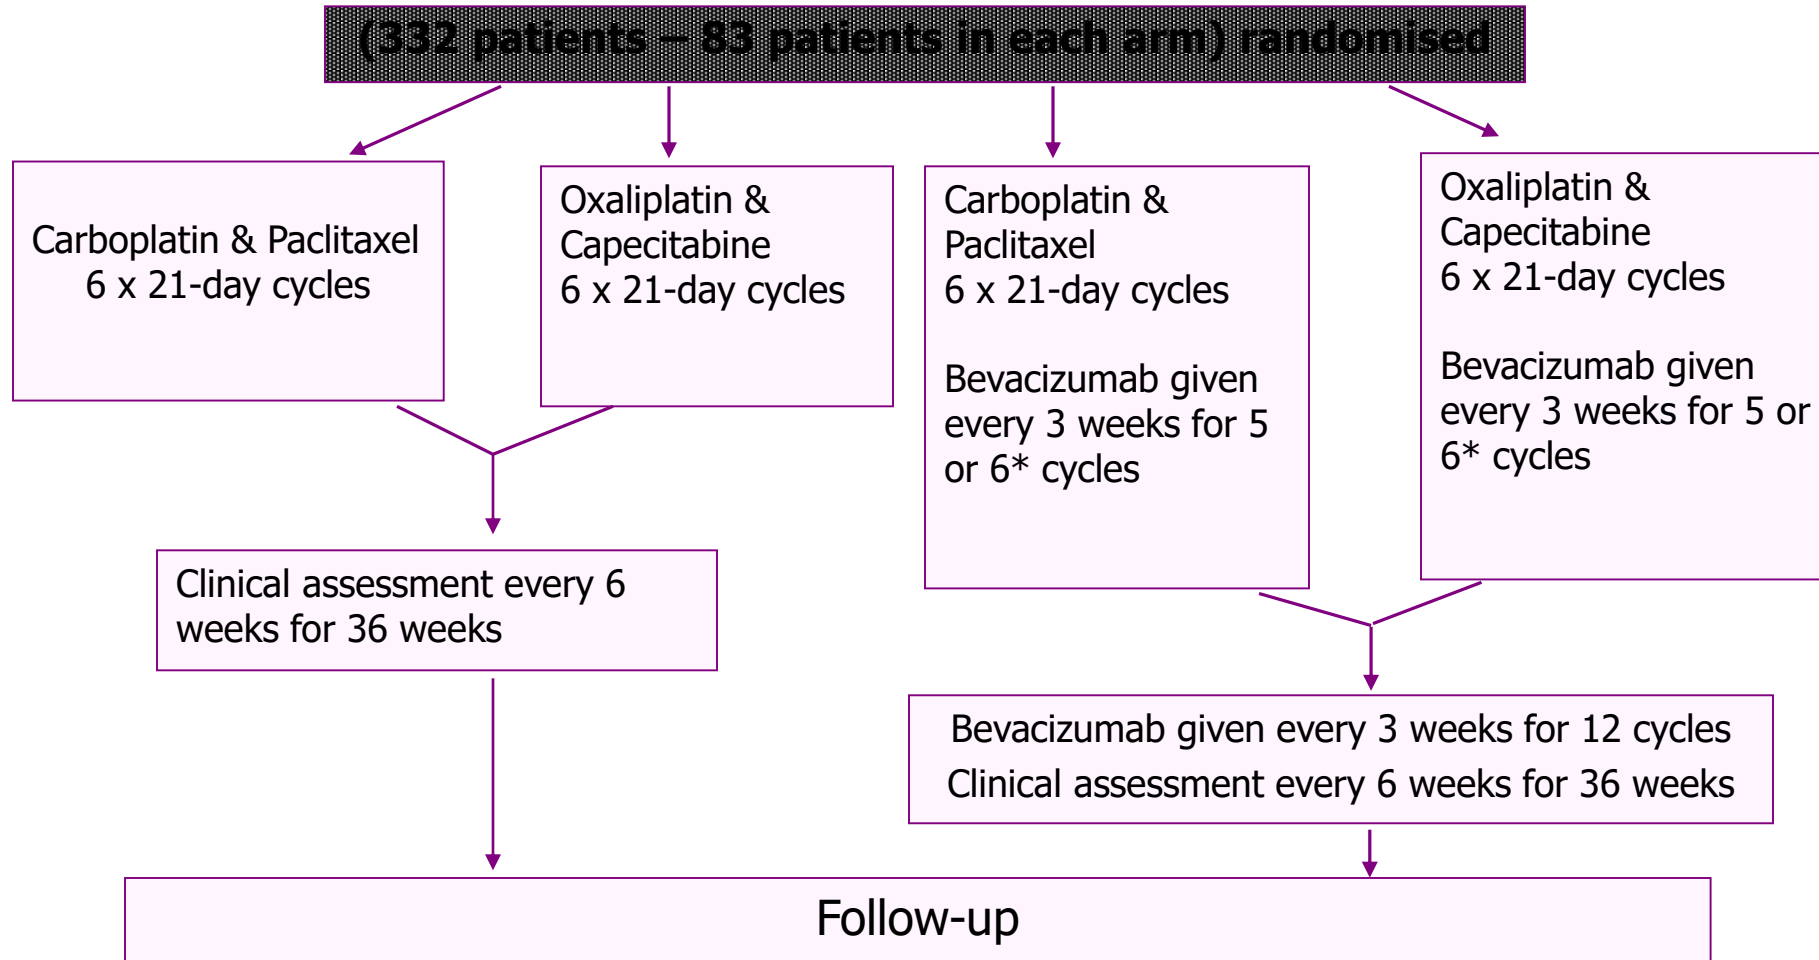 (332 patients – 83 patients in each arm) randomised
Carboplatin & Paclitaxel
6 x 21-day cycles
Oxaliplatin &
Capecitabine
6 x 21-day cycles
Carboplatin &
Paclitaxel
6 x 21-day cycles
Bevacizumab given
every 3 weeks for 5
or 6* cycles
Oxaliplatin &
Capecitabine
6 x 21-day cycles
Bevacizumab given
every 3 weeks for 5 or
6* cycles
Clinical assessment every 6
weeks for 36 weeks
Bevacizumab given every 3 weeks for 12 cycles
Clinical assessment every 6 weeks for 36 weeks
Follow-up